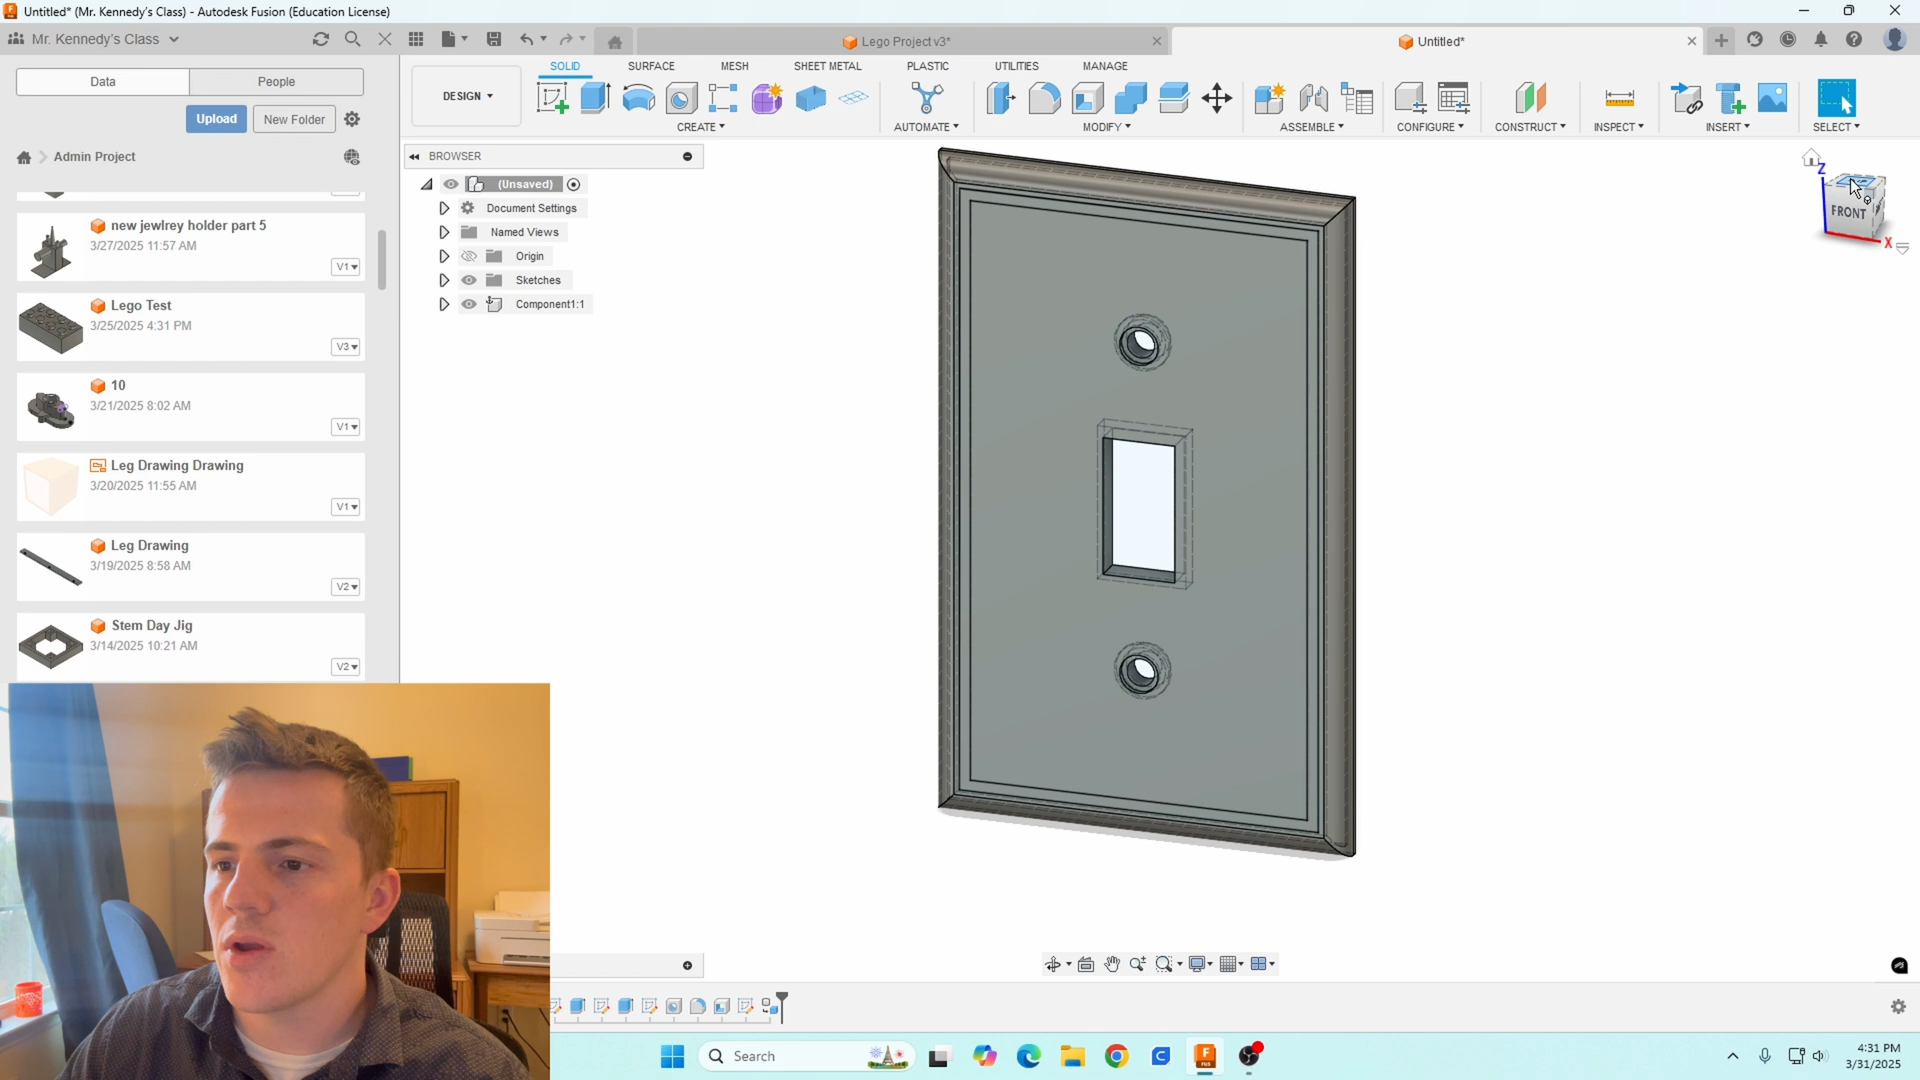 Untitled* (Mr. Kennedy's Class) - Autodesk Fusion (Education License)
Mr. Kennedy's Class
Lego Project v3*
Untitled*
Data
People
Upload
New Folder
Admin Project
new jewlrey holder part 5
3/27/2025 11:57 AM
V1
Lego Test
3/25/2025 4:31 PM
V3
10
3/21/2025 8:02 AM
V1
Leg Drawing Drawing
3/20/2025 11:55 AM
V1
Leg Drawing
3/19/2025 8:58 AM
V2
Stem Day Jig
3/14/2025 10:21 AM
V2
DESIGN
SOLID
SURFACE
MESH
SHEET METAL
PLASTIC
UTILITIES
MANAGE
CREATE
AUTOMATE
MODIFY
ASSEMBLE
CONFIGURE
CONSTRUCT
INSPECT
INSERT
SELECT
BROWSER
(Unsaved)
Document Settings
Named Views
Origin
Sketches
Component1:1
Z
FRONT
X
Search
4:31 PM
3/31/2025